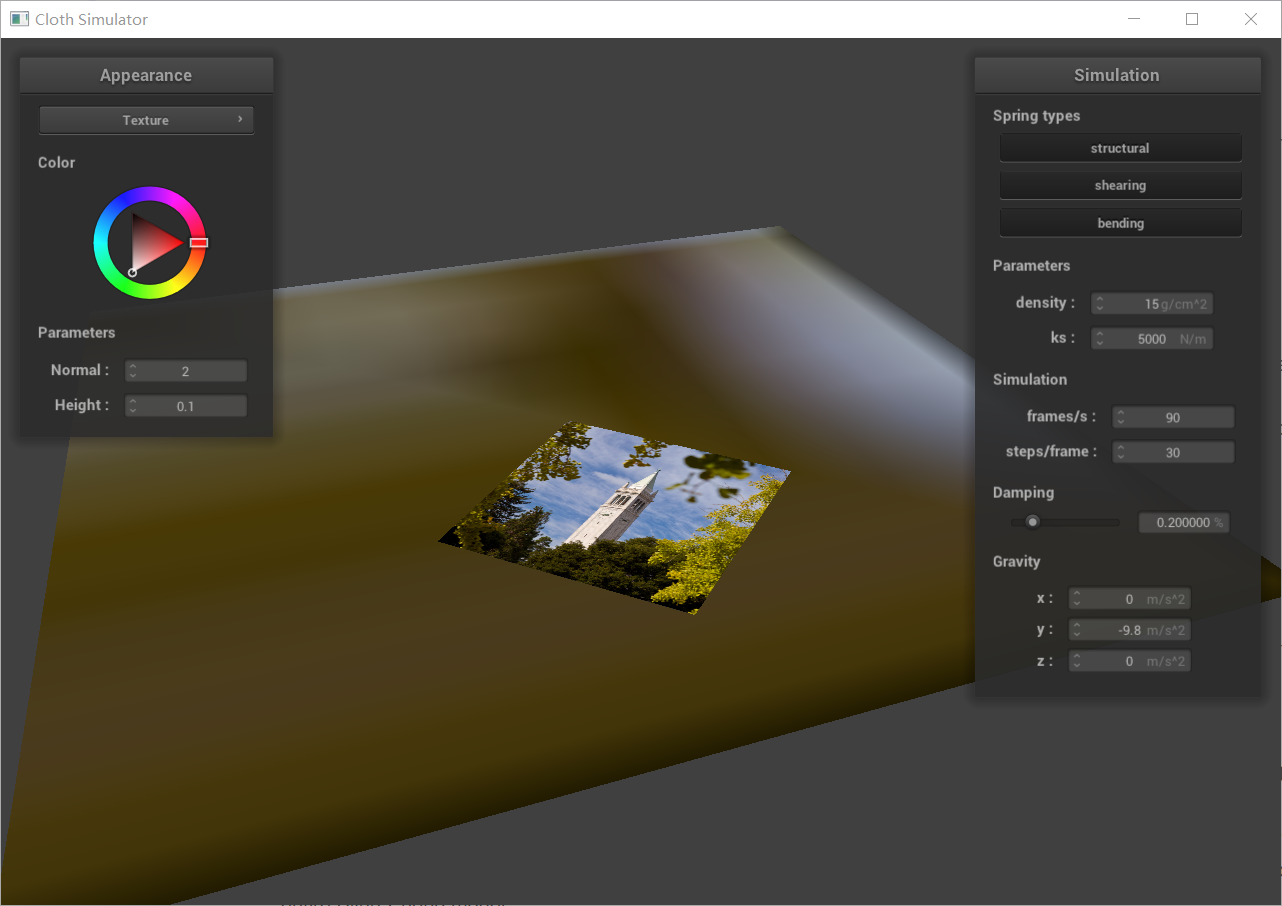 Cloth Simulator
Appearance
Texture
Color
Parameters
Normal : 2
Height : 0.1
Simulation
Spring types
structural
shearing
bending
Parameters
density : 15 g/cm^2
ks : 5000 N/m
Simulation
frames/s : 90
steps/frame : 30
Damping
0.200000 %
Gravity
x : 0 m/s^2
y : -9.8 m/s^2
z : 0 m/s^2